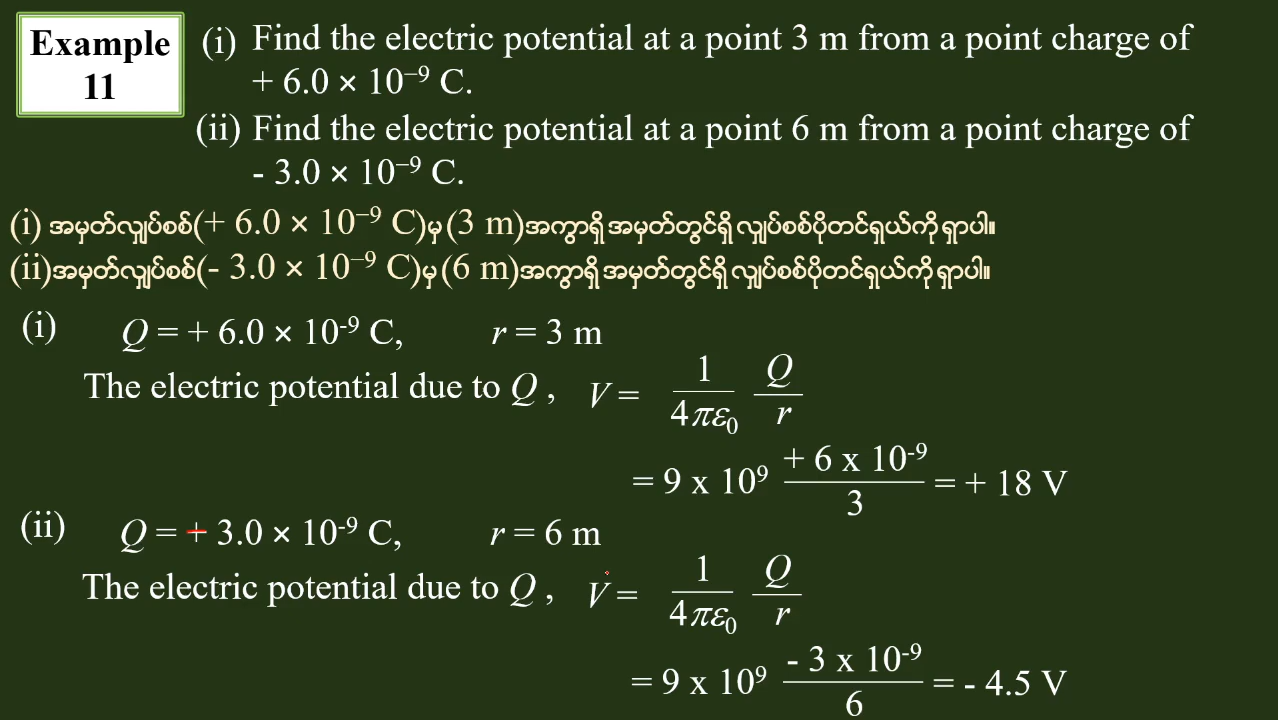 Example
11
(i) Find the electric potential at a point 3 m from a point charge of
+ 6.0 × 10⁻⁹ C.
(ii) Find the electric potential at a point 6 m from a point charge of
- 3.0 × 10⁻⁹ C.
(i) အမှတ်လျှပ်စစ်(+ 6.0 × 10⁻⁹ C)မှ (3 m)အကွာရှိ အမှတ်တွင်ရှိ လျှပ်စစ်ပိုတင်ရှယ်ကို ရှာပါ။
(ii)အမှတ်လျှပ်စစ်(- 3.0 × 10⁻⁹ C)မှ (6 m)အကွာရှိ အမှတ်တွင်ရှိ လျှပ်စစ်ပိုတင်ရှယ်ကို ရှာပါ။
(i) Q = + 6.0 × 10⁻⁹ C, r = 3 m
The electric potential due to Q , V = 1/4πε₀ Q/r
= 9 x 10⁹ + 6 x 10⁻⁹/3 = + 18 V
(ii) Q = + 3.0 × 10⁻⁹ C, r = 6 m
The electric potential due to Q , V = 1/4πε₀ Q/r
= 9 x 10⁹ - 3 x 10⁻⁹/6 = - 4.5 V